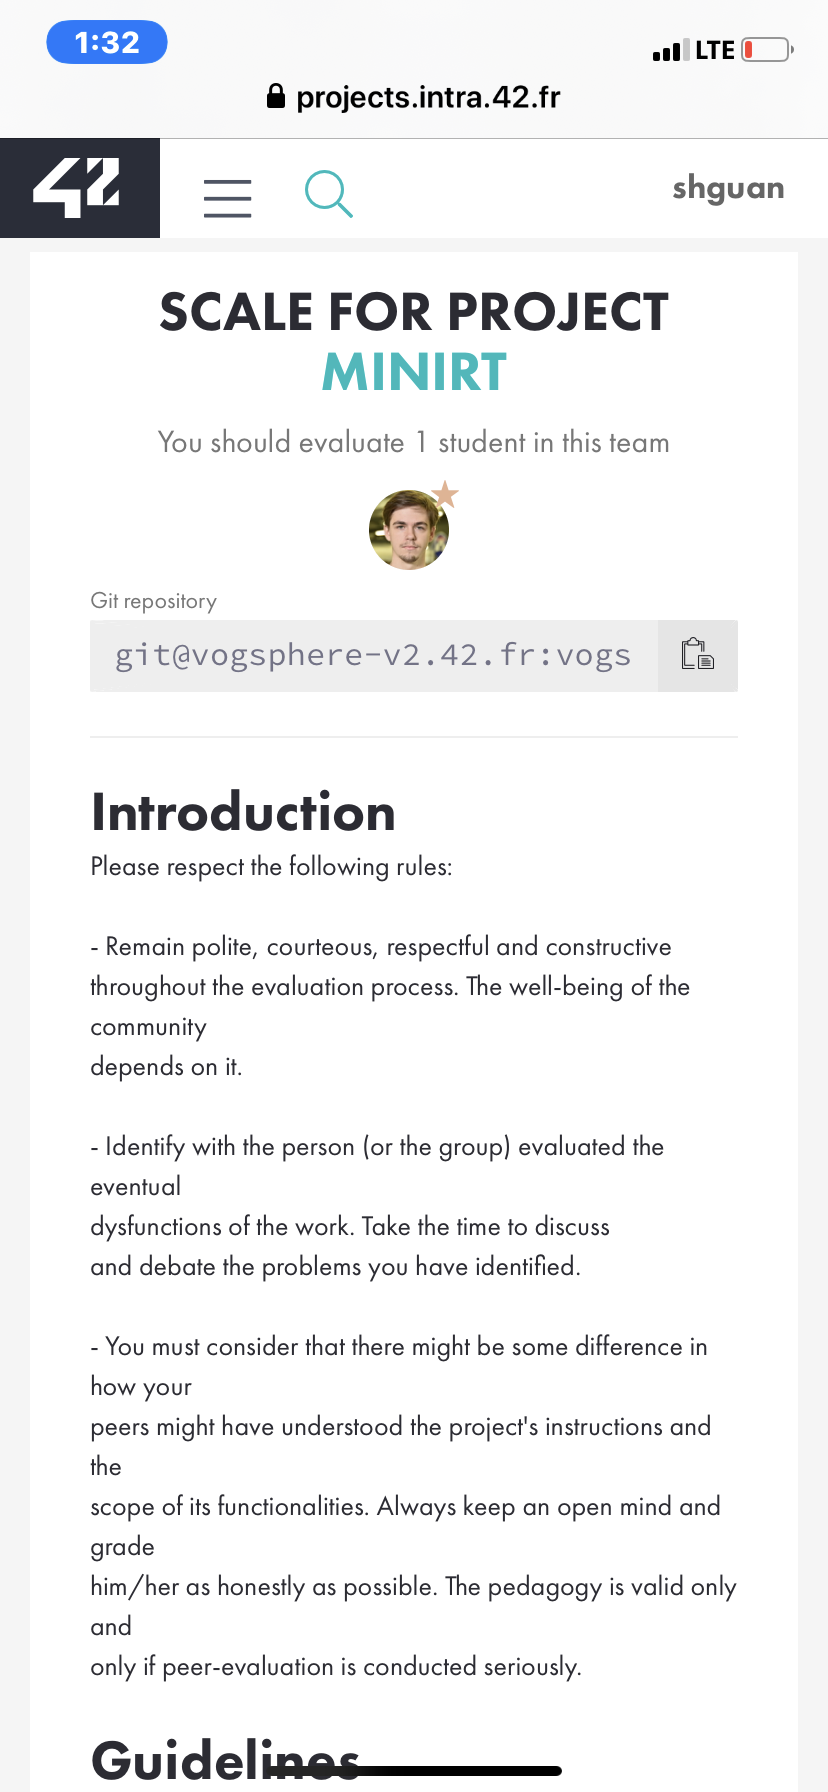 1:32
LTE
projects.intra.42.fr
42
shguan
SCALE FOR PROJECT
MINIRT
You should evaluate 1 student in this team
Git repository
git@vogsphere-v2.42.fr:vogs
Introduction
Please respect the following rules:
- Remain polite, courteous, respectful and constructive
throughout the evaluation process. The well-being of the
community
depends on it.
- Identify with the person (or the group) evaluated the
eventual
dysfunctions of the work. Take the time to discuss
and debate the problems you have identified.
- You must consider that there might be some difference in
how your
peers might have understood the project's instructions and
the
scope of its functionalities. Always keep an open mind and
grade
him/her as honestly as possible. The pedagogy is valid only
and
only if peer-evaluation is conducted seriously.
Guidelines